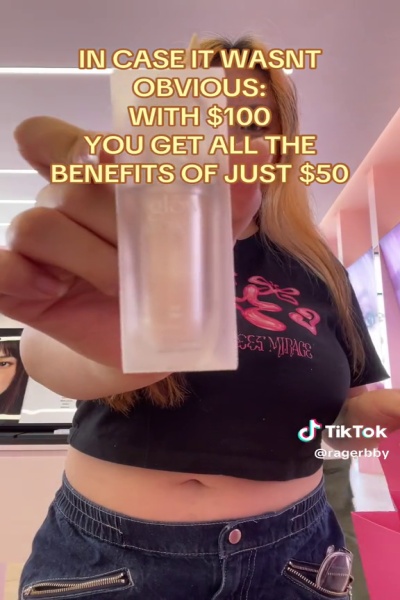 IN CASE IT WASNT
OBVIOUS:
WITH $100
YOU GET ALL THE
BENEFITS OF JUST $50
TikTok
@ragerbby